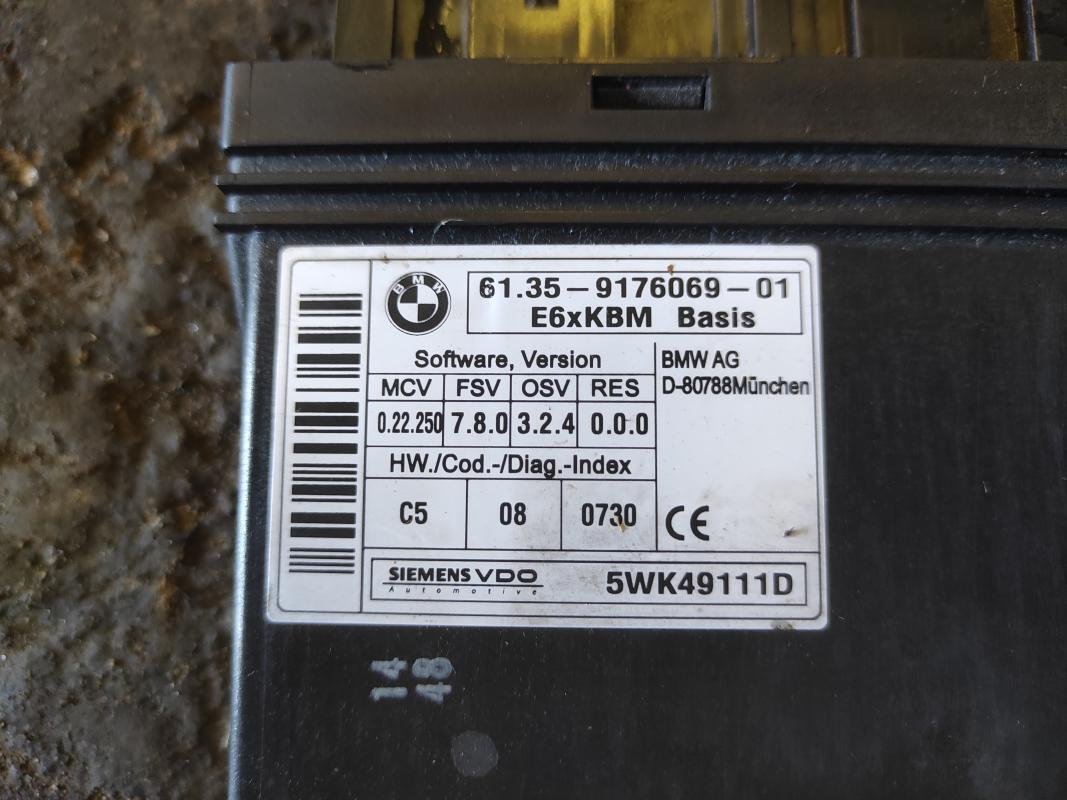 BMW
61.35-9176069-01
E6xKBM Basis
Software, Version
MCV FSV OSV RES
0.22.250 7.8.0 3.2.4 0.0.0
BMW AG
D-80788München
HW./Cod.-/Diag.-Index
C5 08 0730
CE
SIEMENS VDO
Automotive
5WK49111D
14
48